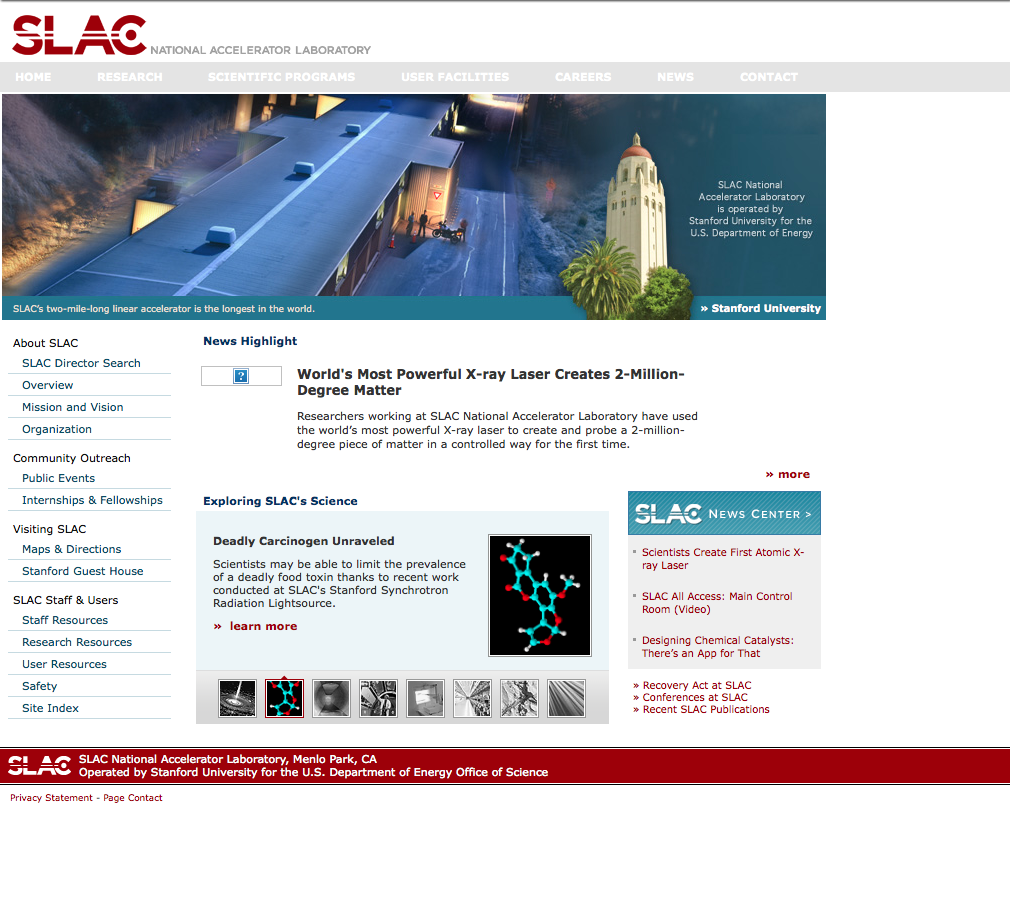 SLAC NATIONAL ACCELERATOR LABORATORY
HOME RESEARCH SCIENTIFIC PROGRAMS USER FACILITIES CAREERS NEWS CONTACT
SLAC National
Accelerator Laboratory
is operated by
Stanford University for the
U.S. Department of Energy
SLAC's two-mile-long linear accelerator is the longest in the world.
» Stanford University
About SLAC
SLAC Director Search
Overview
Mission and Vision
Organization
Community Outreach
Public Events
Internships & Fellowships
Visiting SLAC
Maps & Directions
Stanford Guest House
SLAC Staff & Users
Staff Resources
Research Resources
User Resources
Safety
Site Index
News Highlight
?
World's Most Powerful X-ray Laser Creates 2-Million-
Degree Matter
Researchers working at SLAC National Accelerator Laboratory have used
the world's most powerful X-ray laser to create and probe a 2-million-
degree piece of matter in a controlled way for the first time.
» more
Exploring SLAC's Science
Deadly Carcinogen Unraveled
Scientists may be able to limit the prevalence
of a deadly food toxin thanks to recent work
conducted at SLAC's Stanford Synchrotron
Radiation Lightsource.
» learn more
SLAC NEWS CENTER >
Scientists Create First Atomic X-
ray Laser
SLAC All Access: Main Control
Room (Video)
Designing Chemical Catalysts:
There's an App for That
» Recovery Act at SLAC
» Conferences at SLAC
» Recent SLAC Publications
SLAC
SLAC National Accelerator Laboratory, Menlo Park, CA
Operated by Stanford University for the U.S. Department of Energy Office of Science
Privacy Statement - Page Contact